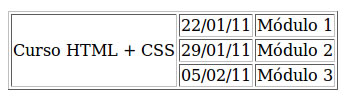 22/01/11 Módulo 1
Curso HTML + CSS 29/01/11 Módulo 2
05/02/11 Módulo 3